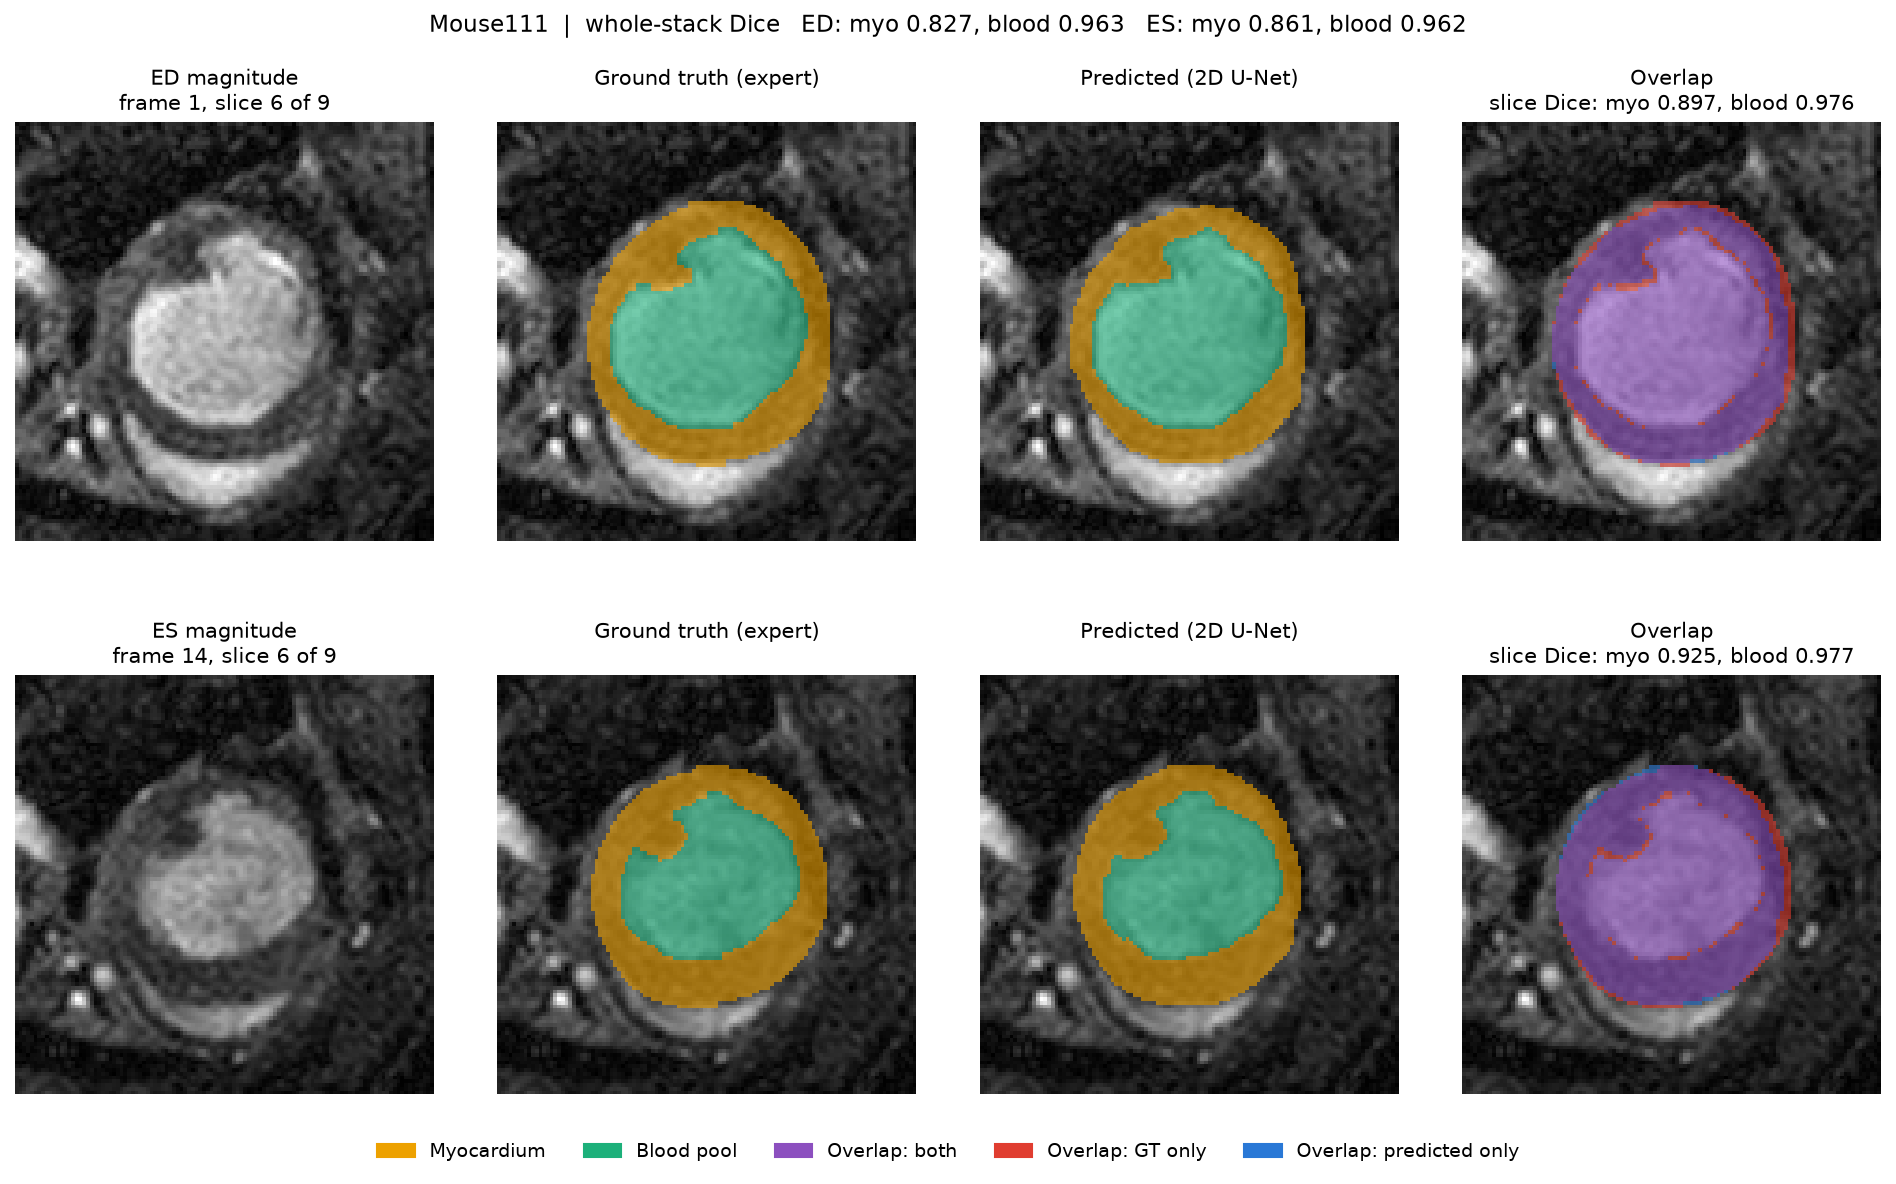 Mouse111  |  whole-stack Dice   ED: myo 0.827, blood 0.963   ES: myo 0.861, blood 0.962
ED magnitude
frame 1, slice 6 of 9
Ground truth (expert)
Predicted (2D U-Net)
Overlap
slice Dice: myo 0.897, blood 0.976
ES magnitude
frame 14, slice 6 of 9
Ground truth (expert)
Predicted (2D U-Net)
Overlap
slice Dice: myo 0.925, blood 0.977
Myocardium
Blood pool
Overlap: both
Overlap: GT only
Overlap: predicted only